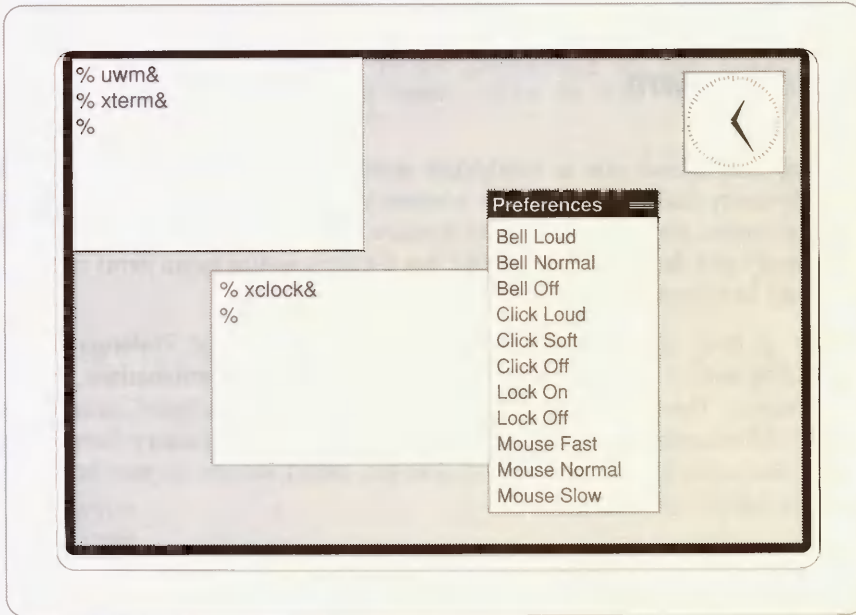 % uwm&
% xterm&
%
% xclock&
%
Preferences
Bell Loud
Bell Normal
Bell Off
Click Loud
Click Soft
Click Off
Lock On
Lock Off
Mouse Fast
Mouse Normal
Mouse Slow